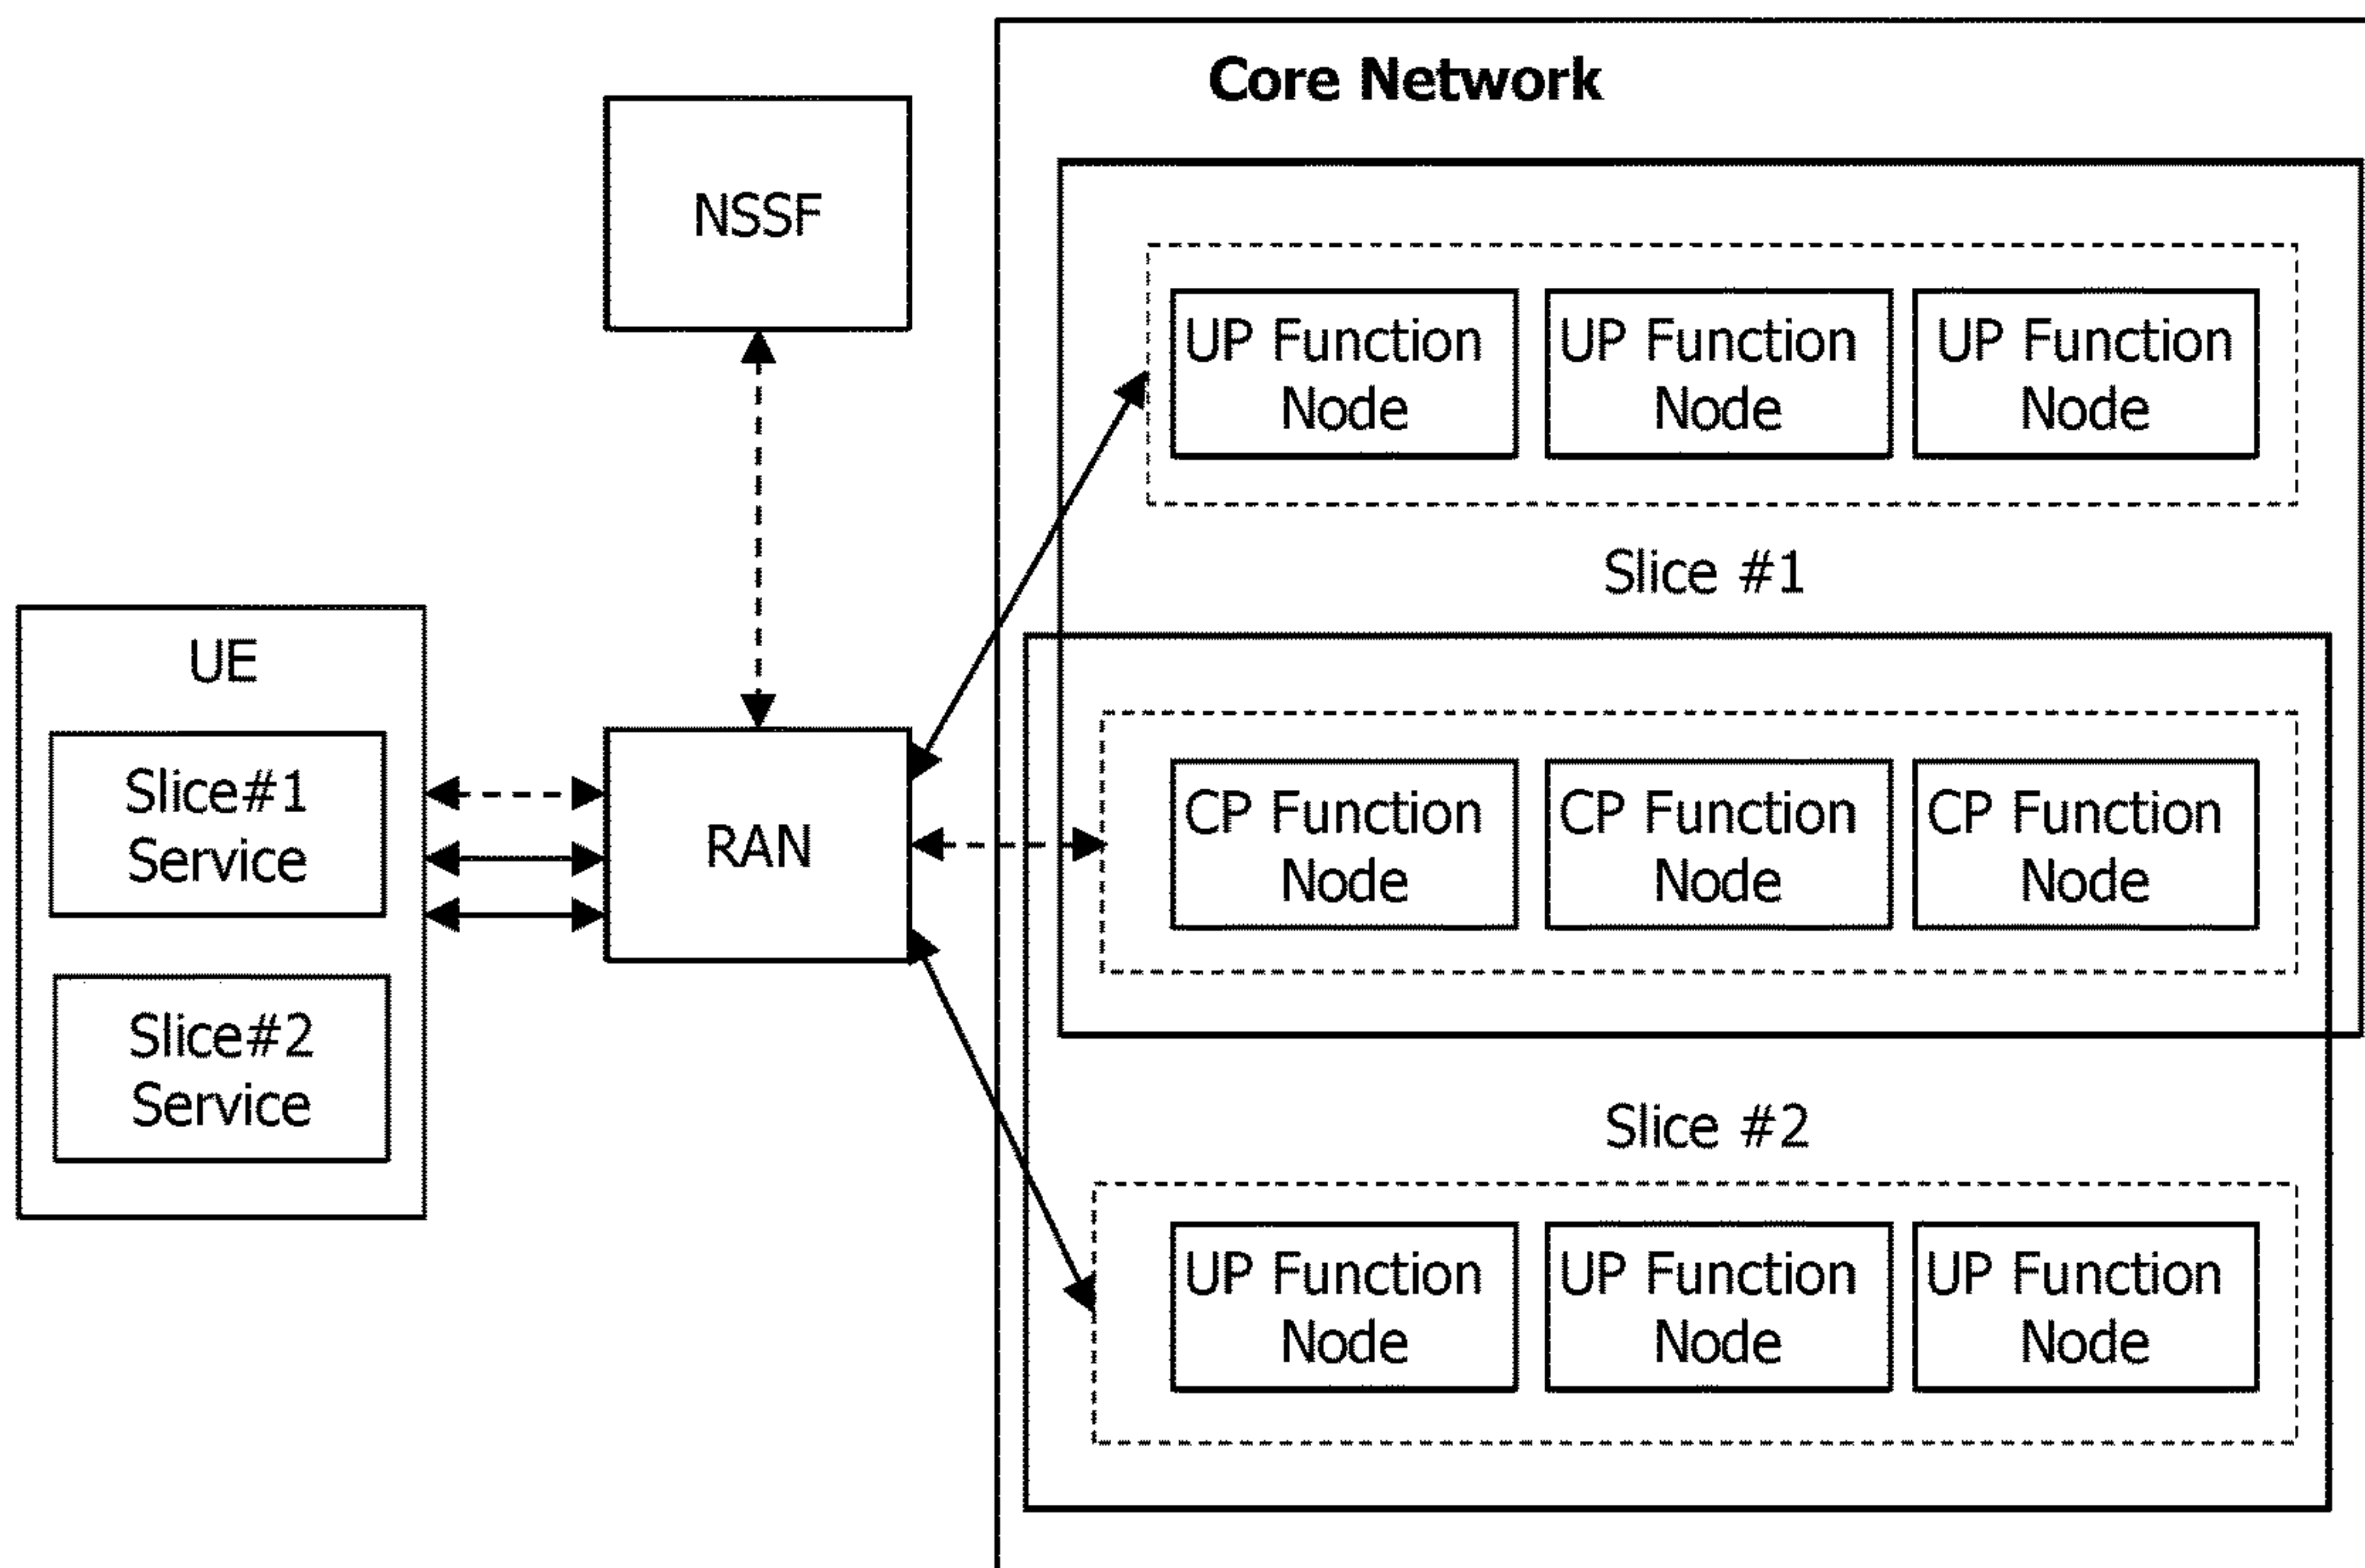 Core Network
NSSF
UP Function
Node
UP Function
Node
UP Function
Node
Slice #1
UE
Slice#1
Service
Slice#2
Service
RAN
CP Function
Node
CP Function
Node
CP Function
Node
Slice #2
UP Function
Node
UP Function
Node
UP Function
Node